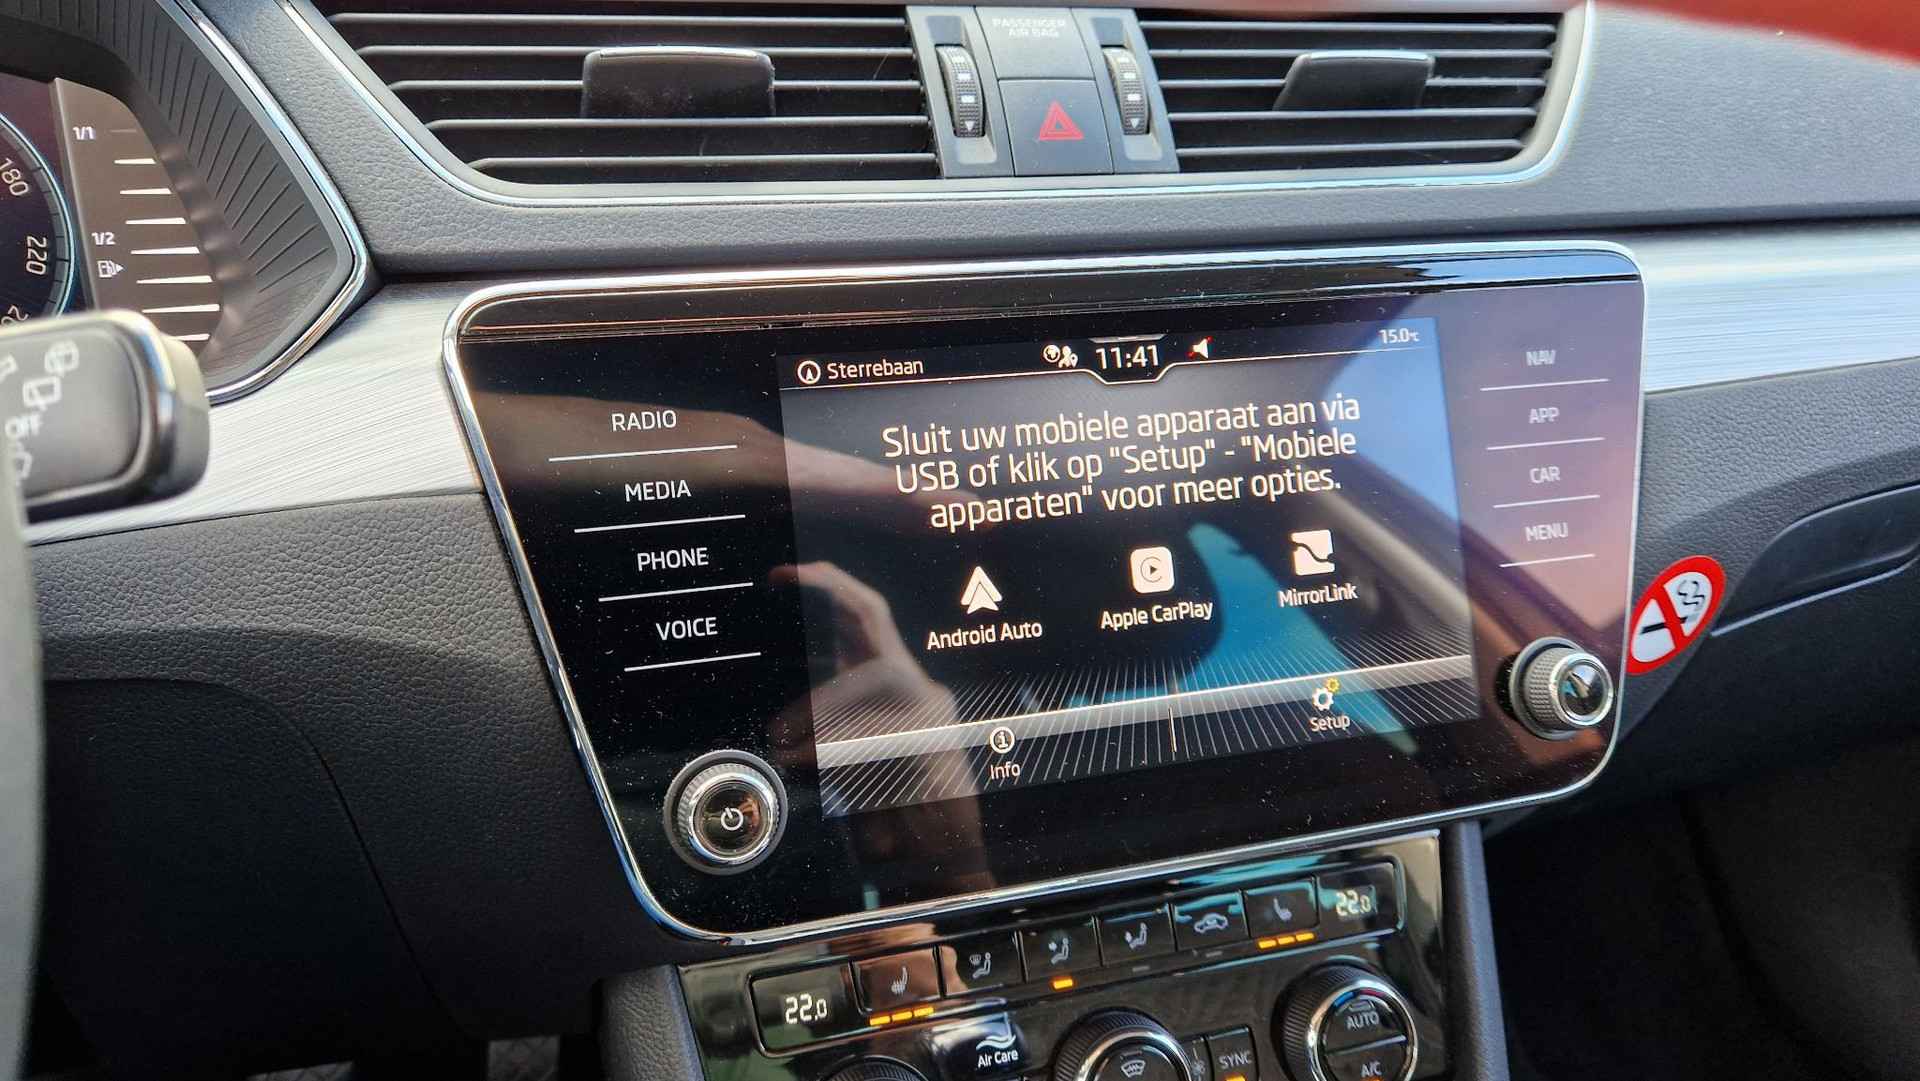 PASSENGER
AIR BAG
1/1
180
1/2
220
OFF
Sterrebaan
11:41
15.0°C
Sluit uw mobiele apparaat aan via
USB of klik op "Setup" - "Mobiele
apparaten" voor meer opties.
Android Auto
Apple CarPlay
MirrorLink
Info
Setup
RADIO
MEDIA
PHONE
VOICE
NAV
APP
CAR
MENU
22.0
22.0
Air Care
SYNC
AUTO
A/C